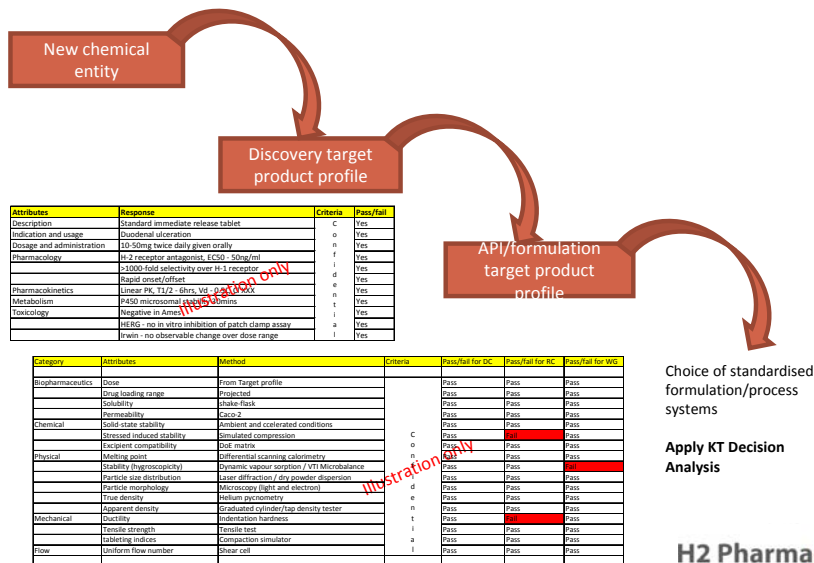 New chemical
entity
Discovery target
product profile
API/formulation
target product
profile
Attributes Response Criteria Pass/fail
Description Standard immediate release tablet C Yes
Indication and usage Duodenal ulceration o Yes
Dosage and administration 10-50mg twice daily given orally n Yes
Pharmacology H-2 receptor antagonist, EC50 - 50ng/ml f Yes
>1000-fold selectivity over H-1 receptor i Yes
Rapid onset/offset d Yes
Pharmacokinetics Linear PK, T1/2 - 6hrs, Vd - e Yes
Metabolism P450 microsomal n Yes
Toxicology Negative in Ames t Yes
HERG - no in vitro inhibition of patch clamp assay a Yes
Irwin - no observable change over dose range l Yes
Illustration only
Category Attributes Method Criteria Pass/fail for DC Pass/fail for RC Pass/fail for WG
Biopharmaceutics Dose From Target profile Pass Pass Pass
Drug loading range Projected Pass Pass Pass
Solubility shake-flask Pass Pass Pass
Permeability Caco-2 Pass Pass Pass
Chemical Solid-state stability Ambient and ccelerated conditions Pass Pass Pass
Stressed induced stability Simulated compression C Pass Fail Pass
Excipient compatibility DoE matrix o Pass Pass Pass
Physical Melting point Differential scanning calorimetry n Pass Pass Pass
Stability (hygroscopicity) Dynamic vapour sorption / VTI Microbalance f Pass Pass Fail
Particle size distribution Laser diffraction / dry powder dispersion i Pass Pass Pass
Particle morphology Microscopy (light and electron) d Pass Pass Pass
True density Helium pycnometry e Pass Pass Pass
Apparent density Graduated cylinder/tap density tester n Pass Pass Pass
Mechanical Ductility Indentation hardness t Pass Fail Pass
Tensile strength Tensile test i Pass Pass Pass
tableting indices Compaction simulator a Pass Pass Pass
Flow Uniform flow number Shear cell l Pass Pass Pass
Illustration only
Choice of standardised
formulation/process
systems
Apply KT Decision
Analysis
H2 Pharma